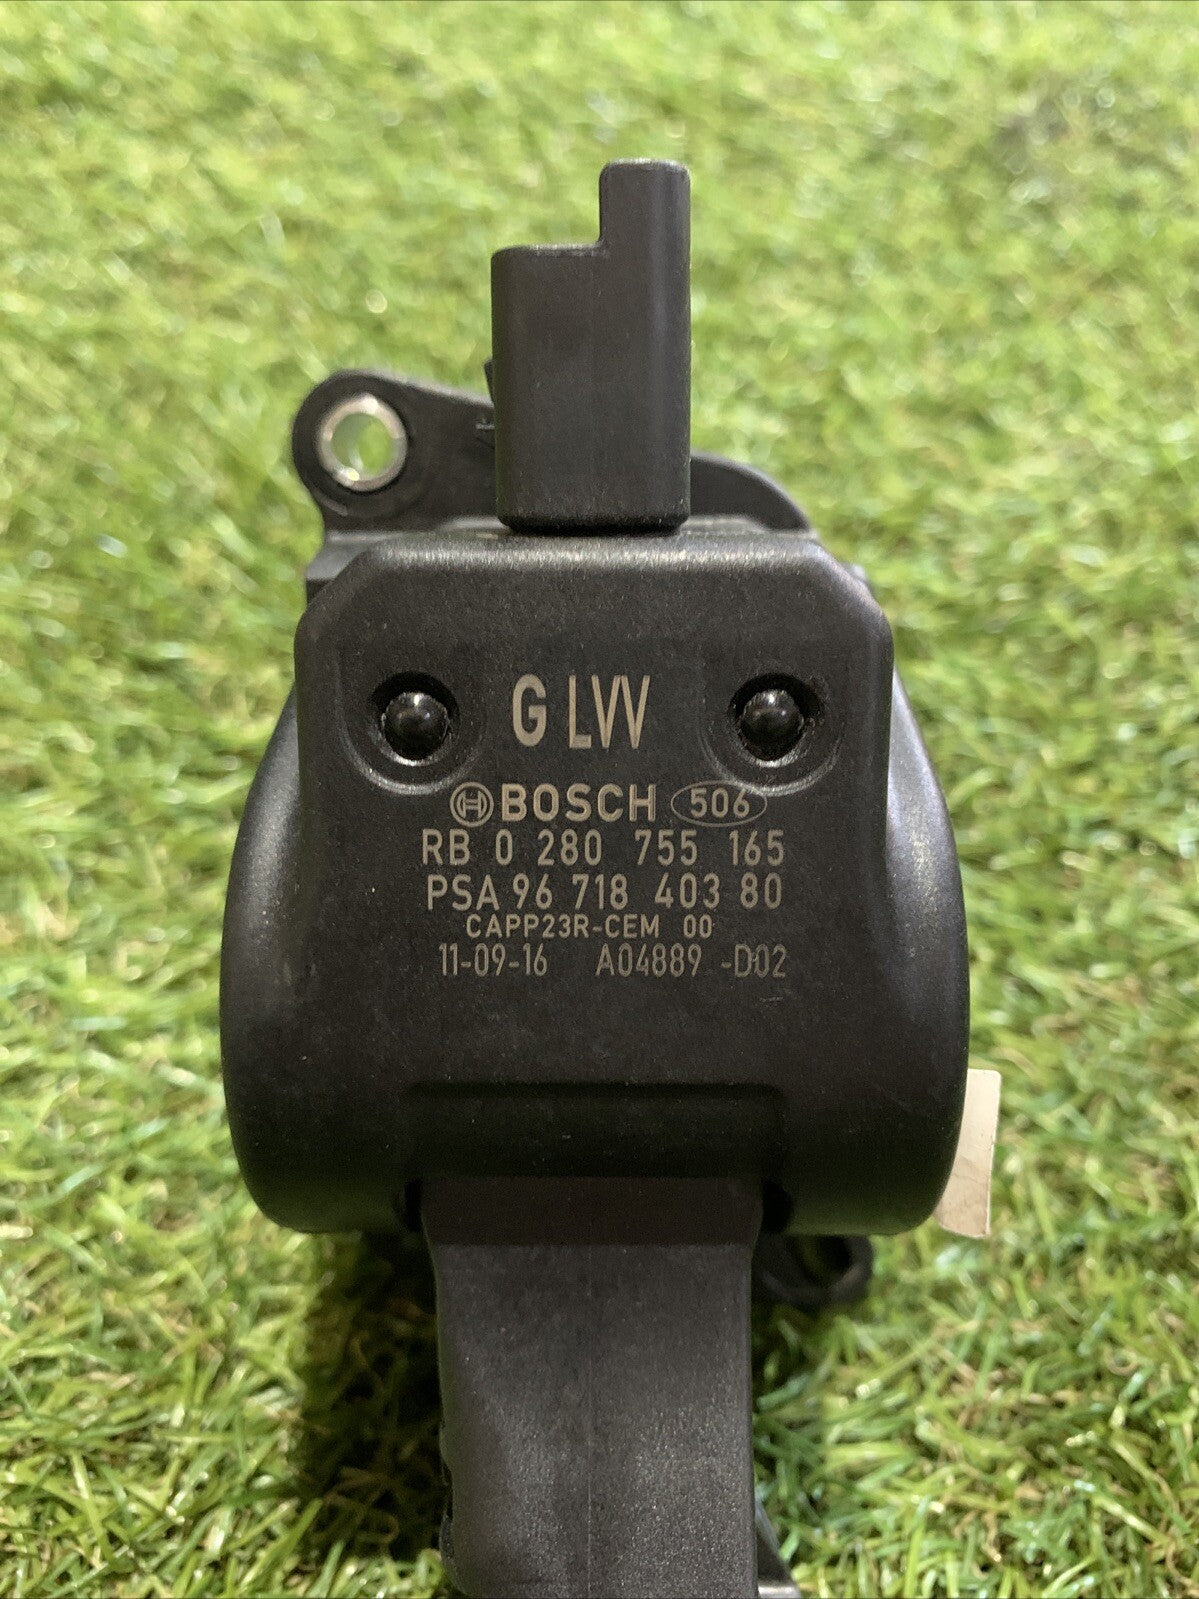 G LVV
BOSCH 506
RB 0 280 755 165
PSA 96 718 403 80
CAPP23R-CEM 00
11-09-16 A04889 -D02